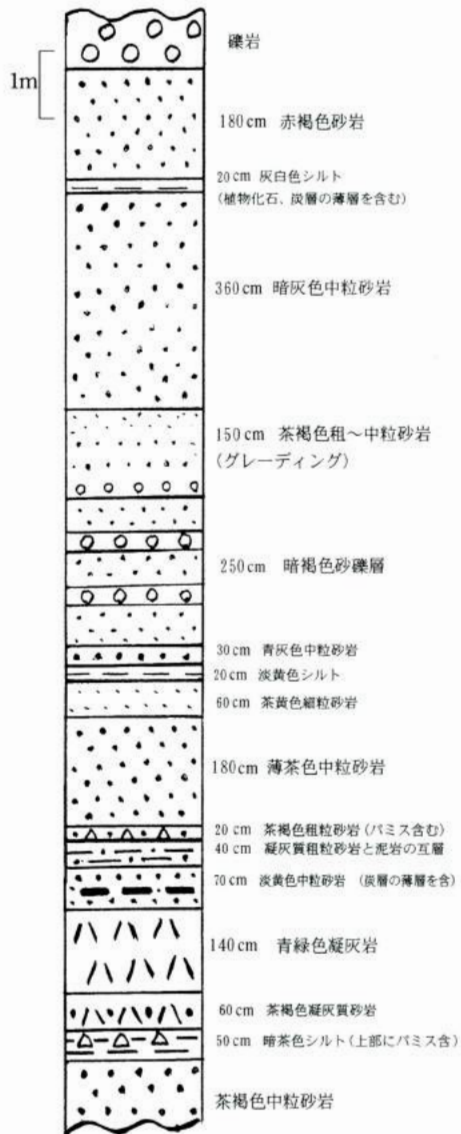 礫岩
1m
180cm 赤褐色砂岩
20cm 灰白色シルト
(植物化石、炭層の薄層を含む)
360cm 暗灰色中粒砂岩
150cm 茶褐色粗〜中粒砂岩
(グレーディング)
250cm 暗褐色砂礫層
30cm 青灰色中粒砂岩
20cm 淡黄色シルト
60cm 茶黄色細粒砂岩
180cm 薄茶色中粒砂岩
20cm 茶褐色粗粒砂岩(パミス含む)
40cm 凝灰質粗粒砂岩と泥岩の互層
70cm 淡黄色中粒砂岩 (炭層の薄層を含)
140cm 青緑色凝灰岩
60cm 茶褐色凝灰質砂岩
50cm 暗茶色シルト(上部にパミス含)
茶褐色中粒砂岩